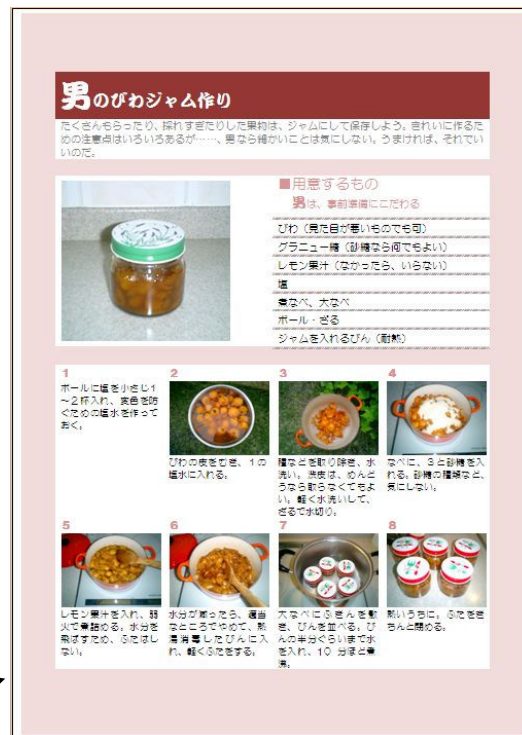 男のびわジャム作り
たくさんもらったり、採れすぎたりした果物は、ジャムにして保存しよう。きれいに作るた
めの注意点はいろいろあるが……、男なら細かいことは気にしない。うまければ、それでい
いのだ。
■用意するもの
男は、事前準備にこだわる
びわ（見た目が悪いものでも可）
グラニュー糖（砂糖なら何でもよい）
レモン果汁（なかったら、いらない）
塩
煮なべ、大なべ
ボール・ざる
ジャムを入れるびん（耐熱）
1
ボールに塩を小さじ１
～２杯入れ、変色を防
ぐための塩水を作って
おく。
2
びわの皮をむき、１の
塩水に入れる。
3
種などを取り除き、水
洗い。渋皮は、めんど
うなら取らなくてもよ
い。軽く水洗いして、
ざるで水切り。
4
なべに、３と砂糖を入
れる。砂糖の種類など、
気にしない。
5
レモン果汁を入れ、弱
火で煮詰める。水分を
飛ばすため、ふたはし
ない。
6
水分が減ったら、適当
なところでやめて、熱
湯消毒したびんに入
れ、軽くふたをする。
7
大なべにふきんを敷
き、びんを並べる。び
んの半分ぐらいまで水
を入れ、10 分ほど煮
沸。
8
熱いうちに、ふたをき
ちんと閉める。